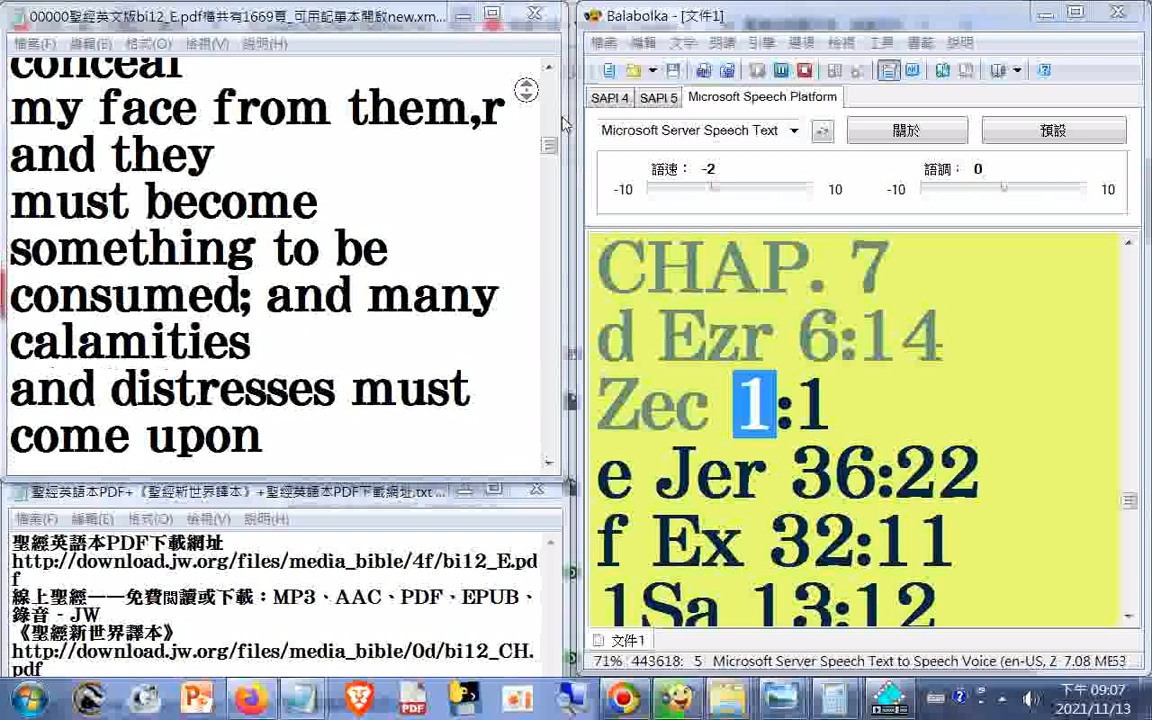 00000聖經英文版bi12_E.pdf檔共有1669頁_可用記事本開啟new.xm...
檔案(F) 編輯(E) 格式(O) 檢視(V) 說明(H)
conceal
my face from them,r
and they
must become
something to be
consumed; and many
calamities
and distresses must
come upon
聖經英語本PDF+《聖經新世界譯本》+聖經英語本PDF下載網址.txt ...
檔案(F) 編輯(E) 格式(O) 檢視(V) 說明(H)
聖經英語本PDF下載網址
http://download.jw.org/files/media_bible/4f/bi12_E.pd
f
線上聖經——免費閱讀或下載：MP3、AAC、PDF、EPUB、
錄音 - JW
《聖經新世界譯本》
http://download.jw.org/files/media_bible/0d/bi12_CH.
pdf
Balabolka - [文件1]
檔案 編輯 文字 朗讀 引擎 選項 檢視 工具 書籤 說明
SAPI 4 SAPI 5 Microsoft Speech Platform
Microsoft Server Speech Text 關於 預設
語速： -2 語調： 0
-10 10 -10 10
CHAP. 7
d Ezr 6:14
Zec 1:1
e Jer 36:22
f Ex 32:11
1Sa 13:12
文件1
71% 443618: 5 Microsoft Server Speech Text to Speech Voice (en-US, Z 7.08 ME53
下午 09:07
2021/11/13